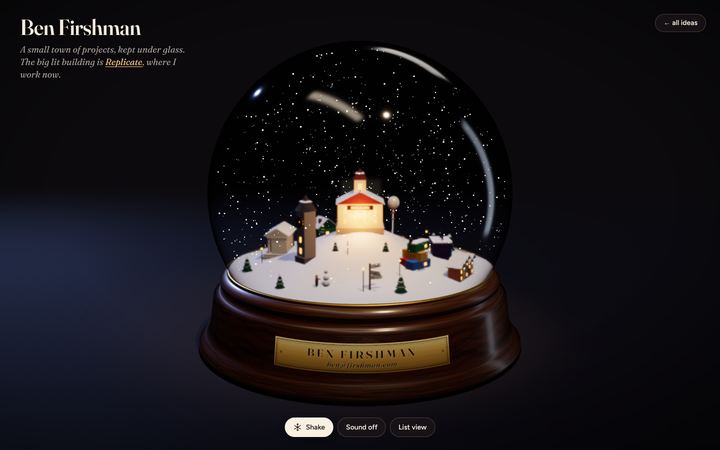 Ben Firshman
A small town of projects, kept under glass.
The big lit building is Replicate, where I
work now.
← all ideas
BEN FIRSHMAN
ben@firshman.com
Shake
Sound off
List view